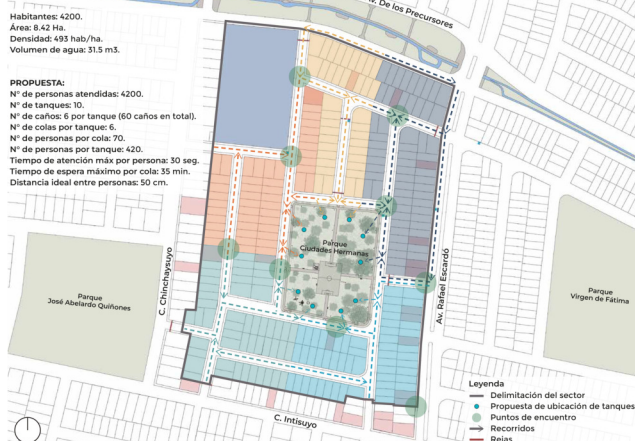 Av. De los Precursores
Habitantes: 4200.
Área: 8.42 Ha.
Densidad: 493 hab/ha.
Volumen de agua: 31.5 m3.
PROPUESTA:
N° de personas atendidas: 4200.
N° de tanques: 10.
N° de caños: 6 por tanque (60 caños en total).
N° de colas por tanque: 6.
N° de personas por cola: 70.
N° de personas por tanque: 420.
Tiempo de atención máx por persona: 30 seg.
Tiempo de espera máximo por cola: 35 min.
Distancia ideal entre personas: 50 cm.
Parque
Ciudades Hermanas
C. Chinchaysuyo
Av. Rafael Escardó
Parque
José Abelardo Quiñones
Parque
Virgen de Fátima
C. Intisuyo
Leyenda
Delimitación del sector
Propuesta de ubicación de tanques
Puntos de encuentro
Recorridos
Rejas